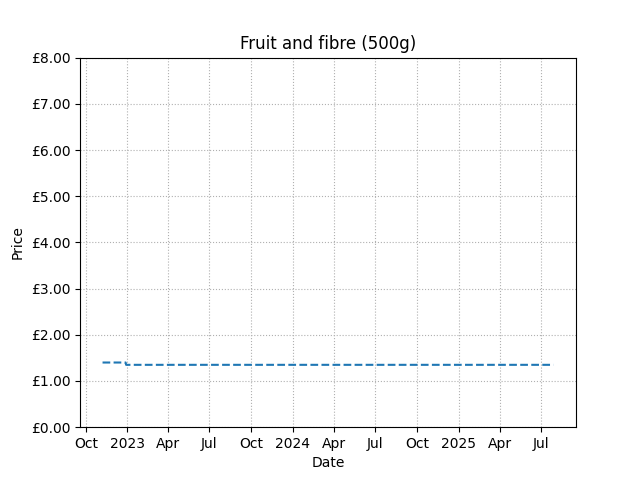 Fruit and fibre (500g)
£8.00
£7.00
£6.00
£5.00
£4.00
£3.00
£2.00
£1.00
£0.00
Price
Oct 2023 Apr Jul Oct 2024 Apr Jul Oct 2025 Apr Jul
Date